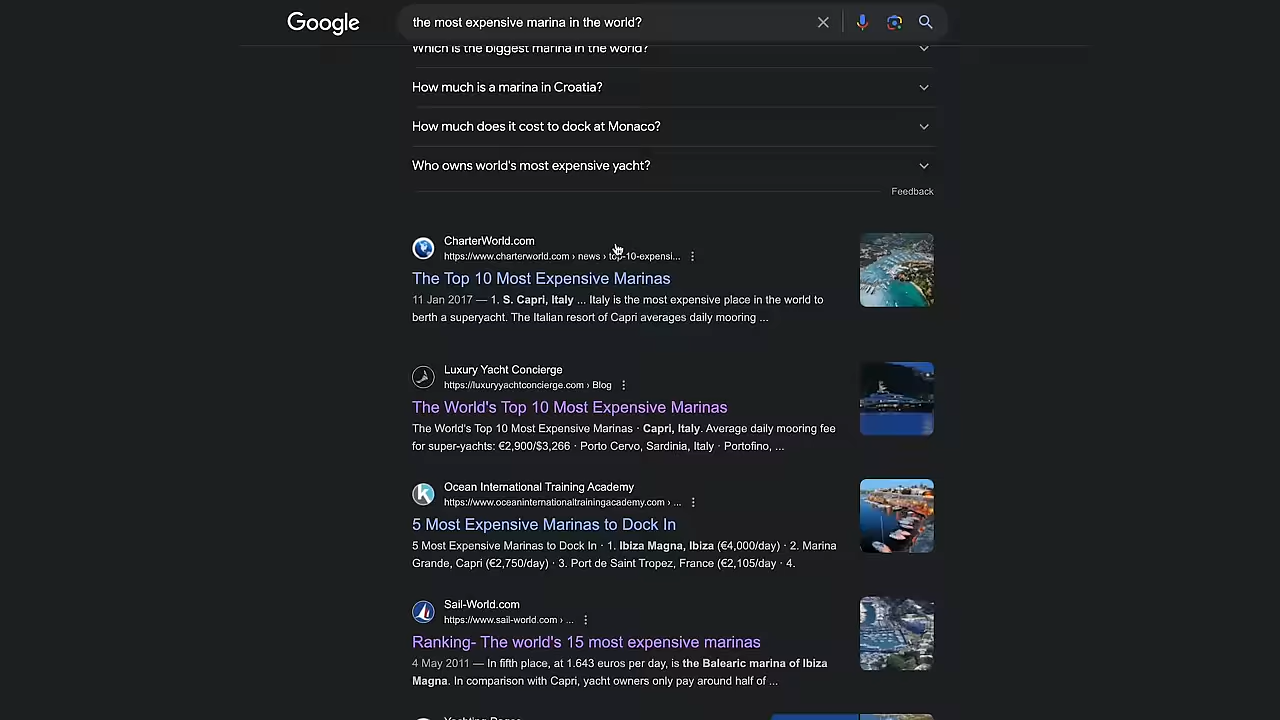 Google
the most expensive marina in the world?
Which is the biggest marina in the world?
How much is a marina in Croatia?
How much does it cost to dock at Monaco?
Who owns world's most expensive yacht?
Feedback
CharterWorld.com
https://www.charterworld.com › news › top-10-expensi...
The Top 10 Most Expensive Marinas
11 Jan 2017 — 1. S. Capri, Italy ... Italy is the most expensive place in the world to
berth a superyacht. The Italian resort of Capri averages daily mooring ...
Luxury Yacht Concierge
https://luxuryyachtconcierge.com › Blog
The World's Top 10 Most Expensive Marinas
The World's Top 10 Most Expensive Marinas · Capri, Italy. Average daily mooring fee
for super-yachts: €2,900/$3,266 · Porto Cervo, Sardinia, Italy · Portofino, ...
Ocean International Training Academy
https://www.oceaninternationaltrainingacademy.com › ...
5 Most Expensive Marinas to Dock In
5 Most Expensive Marinas to Dock In · 1. Ibiza Magna, Ibiza (€4,000/day) · 2. Marina
Grande, Capri (€2,750/day) · 3. Port de Saint Tropez, France (€2,105/day · 4.
Sail-World.com
https://www.sail-world.com › ...
Ranking- The world's 15 most expensive marinas
4 May 2011 — In fifth place, at 1.643 euros per day, is the Balearic marina of Ibiza
Magna. In comparison with Capri, yacht owners only pay around half of ...
Yachting Pages